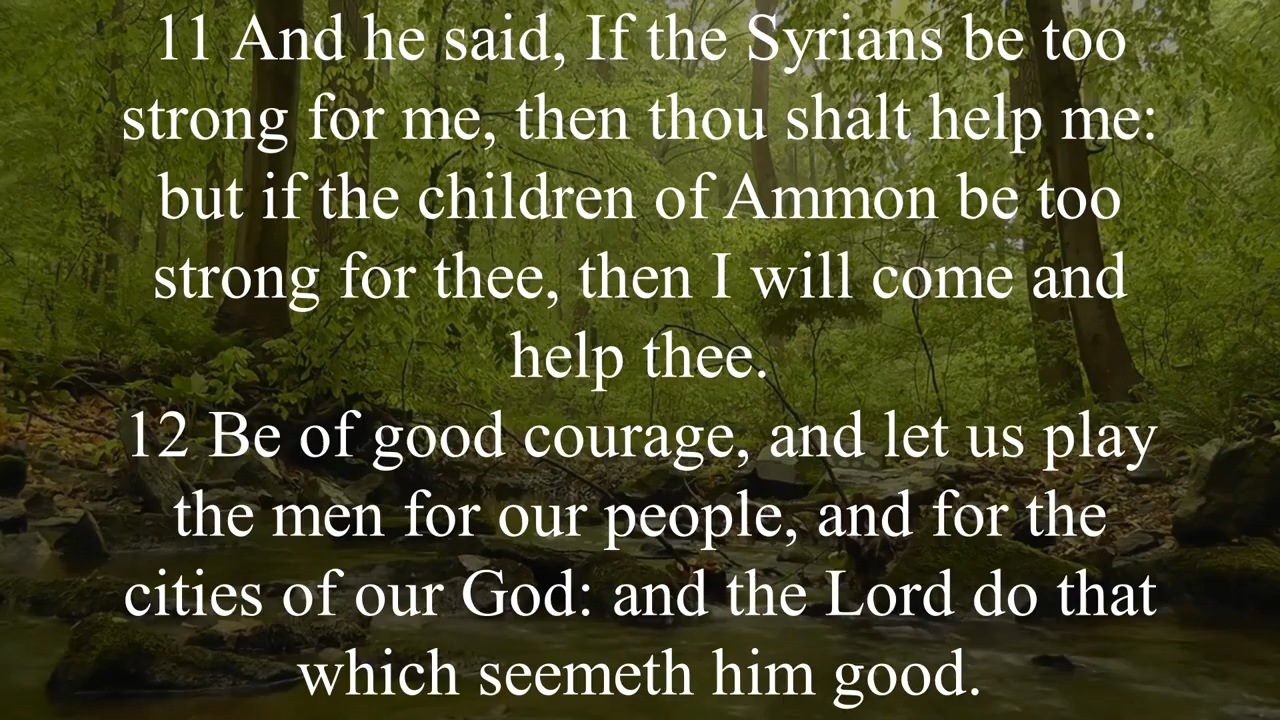 11 And he said, If the Syrians be too
strong for me, then thou shalt help me:
but if the children of Ammon be too
strong for thee, then I will come and
help thee.
12 Be of good courage, and let us play
the men for our people, and for the
cities of our God: and the Lord do that
which seemeth him good.